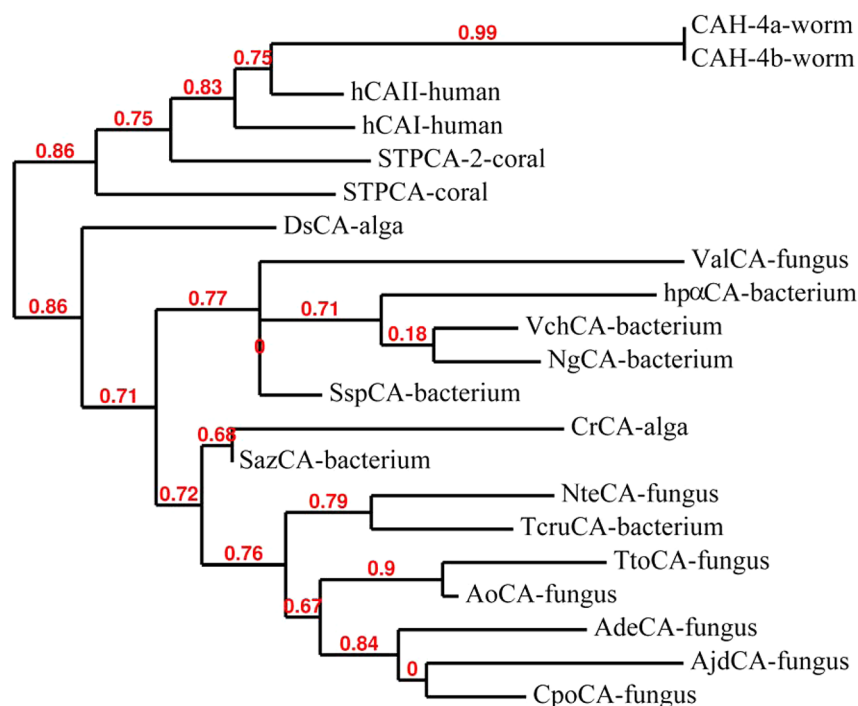 0.99
CAH-4a-worm
CAH-4b-worm
0.75
hCAII-human
0.83
hCAI-human
0.75
STPCA-2-coral
0.86
STPCA-coral
DsCA-alga
0.86
ValCA-fungus
0.77
hpαCA-bacterium
0.71
VchCA-bacterium
0.18
NgCA-bacterium
0
SspCA-bacterium
0.71
CrCA-alga
0.68
SazCA-bacterium
0.72
NteCA-fungus
0.79
TcruCA-bacterium
0.76
TtoCA-fungus
0.9
AoCA-fungus
0.67
AdeCA-fungus
0.84
AjdCA-fungus
0
CpoCA-fungus